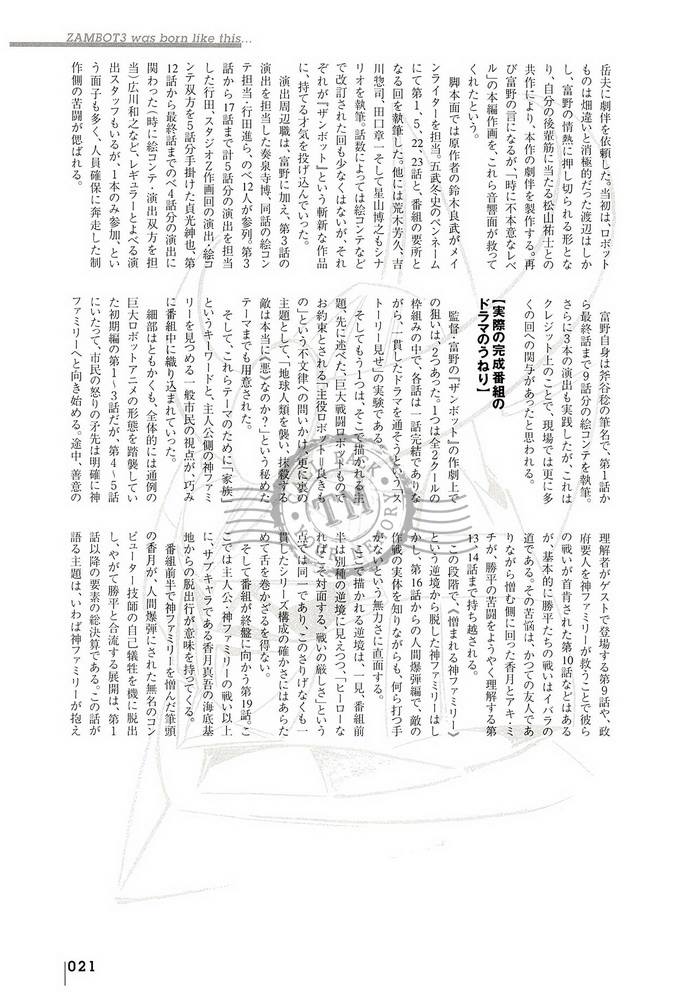 ZAMBOT3 was born like this...
岳夫に劇伴を依頼した。当初は、ロボット
ものは畑違いと消極的だった渡辺はしか
し、富野の情熱に押し切られる形とな
り、自分の後輩筋に当たる松山祐士との
共作により、本作の劇伴を製作する。再
び富野の言になるが、「時に不本意なレベ
ル」の本編作画を、これら音響面が救って
くれたという。
脚本面では原作者の鈴木良武がメイ
ンライターを担当。五武冬史のペンネーム
にて第1、5、22、23話と、番組の要所と
なる回を執筆した。他には荒木芳久、吉
川惣司、田口章一そして星山博之もシナ
リオを執筆。話数によっては絵コンテなど
で改訂された回も少なくはないが、それ
ぞれが『ザンボット』という斬新な作品
に、持てる才気を投げ込んでいった。
演出周辺職は、富野に加え、第3話の
演出を担当した奏泉寺博、同話の絵コン
テ担当・行田進ら、のべ12人が参列。第3
話から17話まで計5話分の演出を担当
した行田、スタジオZ作画回の演出・絵コ
ンテ双方を5話分手掛けた貞光紳也、第
12話から最終話までのべ4話分の演出に
関わった(一時に絵コンテ・演出双方を担
当)広川和之など、レギュラーとよべる演
出スタッフもいるが、1本のみ参加、とい
う面子も多く、人員確保に奔走した制
作側の苦闘が偲ばれる。
富野自身は斧谷稔の筆名で、第1話か
ら最終話まで9話分の絵コンテを執筆。
さらに3本の演出も実践したが、これは
クレジット上のことで、現場では更に多
くの回への関与があったと思われる。
【実際の完成番組の
ドラマのうねり】
監督・富野の『ザンボット』の作劇上で
の狙いは、2つあった。1つは全2クールの
枠組みの中で、各話は一話完結でありな
がら、一貫したドラマを通そうというス
トーリー見せ」の実験である。
そしてもう1つは、そこで描かれる主
題、先に述べた、巨大戦闘ロボットもので
お約束とされる「主役ロボット＝良きも
の」という不文律への問いかけ。更に裏の
主題として、「地球人類を襲い、抹殺する
敵は本当に〈悪〉なのか?」という秘めた
テーマまでも用意された。
そして、これらテーマのために「家族」
というキーワードと、主人公側の神ファミ
リーを見つめる一般市民の視点が、巧み
に番組中に織り込まれていった。
細部はともかくも、全体的には通例の
巨大ロボットアニメの形態を踏襲してい
た初期編の第1～3話だが、第4～5話
にいたって、市民の怒りの矛先は明確に神
ファミリーへと向き始める。途中、善意の
理解者がゲストで登場する第9話や、政
府要人を神ファミリーが救うことで彼ら
の戦いが首肯された第10話などはある
が、基本的に勝平たちの戦いはイバラの
道である。その苦渋は、かつての友人であ
りながら憎む側に回った香月とアキ・ミ
チが、勝平の苦闘をようやく理解する第
13、14話まで持ち越される。
この段階で、〈憎まれる神ファミリー〉
という逆境から脱した神ファミリーはし
かし、第16話からの人間爆弾編で、敵の
作戦の実体を知りながらも、何ら打つ手
がないという無力さに直面する。
ここで描かれる逆境は、一見、番組前
半は別種の逆境に見えつつ、「ヒーローな
ればこそ対面する、戦いの厳しさ」という
点では同一であり、このさりげなくも一
貫したシリーズ構成の確かさにはあらた
めて舌を巻かざるを得ない。
そして番組が終盤に向かう第19話。こ
こでは主人公・神ファミリーの戦い以上
に、サブキャラである香月真吾の海底基
地からの脱出行が意味を持ってくる。
番組前半で神ファミリーを憎んだ筆頭
の香月が、人間爆弾にされた無名のコン
ピューター技師の自己犠牲を機に脱出
し、やがて勝平と合流する展開は、第1
話以降の要素の総決算である。この話が
語る主題は、いわば神ファミリーが抱え
021